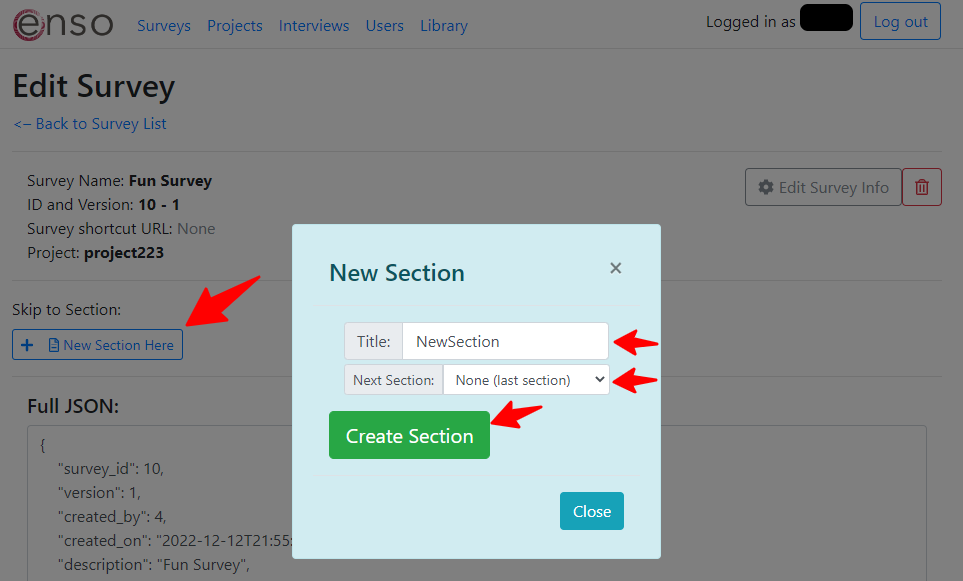 enso Surveys Projects Interviews Users Library Logged in as Log out
Edit Survey
<-- Back to Survey List
Survey Name: Fun Survey
ID and Version: 10 - 1
Survey shortcut URL: None
Project: project223
Edit Survey Info
Skip to Section:
+ New Section Here
New Section ×
Title: NewSection
Next Section: None (last section)
Create Section
Close
Full JSON:
{
"survey_id": 10,
"version": 1,
"created_by": 4,
"created_on": "2022-12-12T21:55:
"description": "Fun Survey",